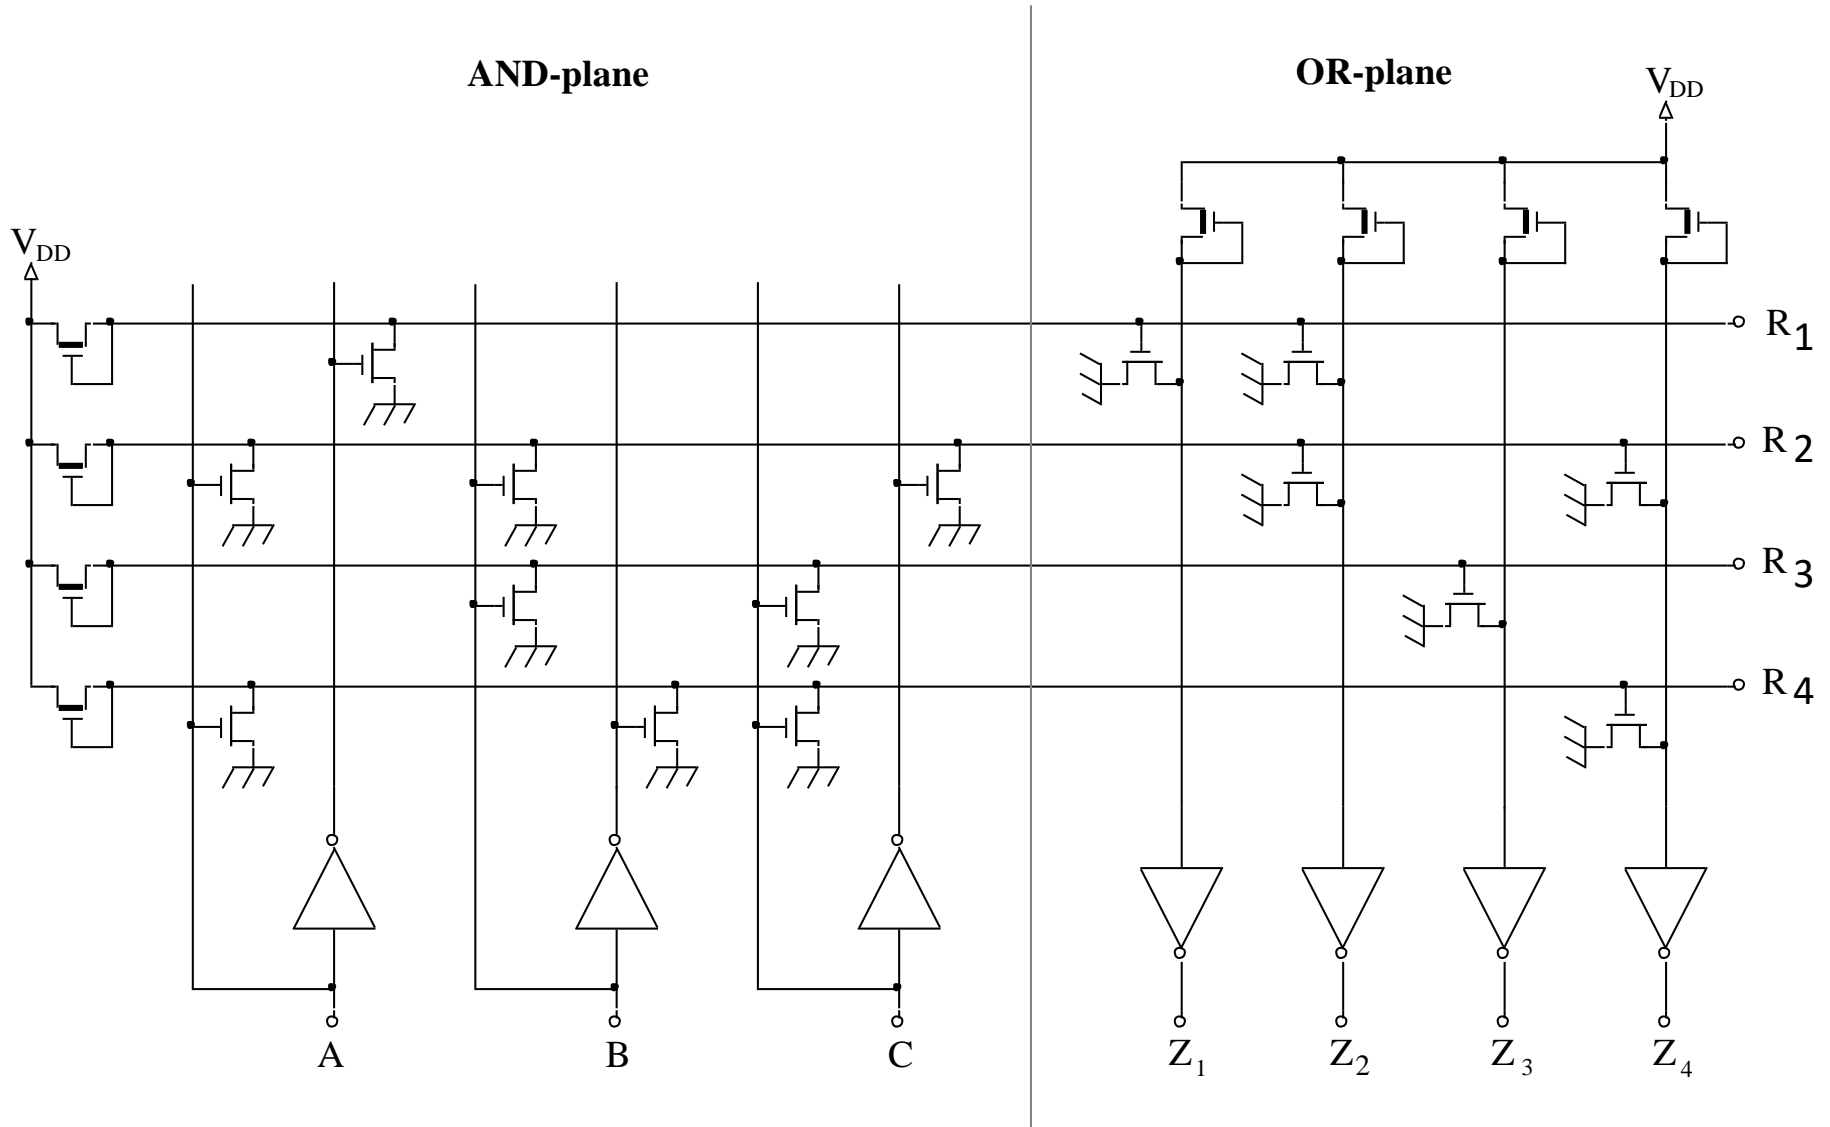 AND-plane
OR-plane
VDD
VDD
R1
R2
R3
R4
A
B
C
Z1
Z2
Z3
Z4